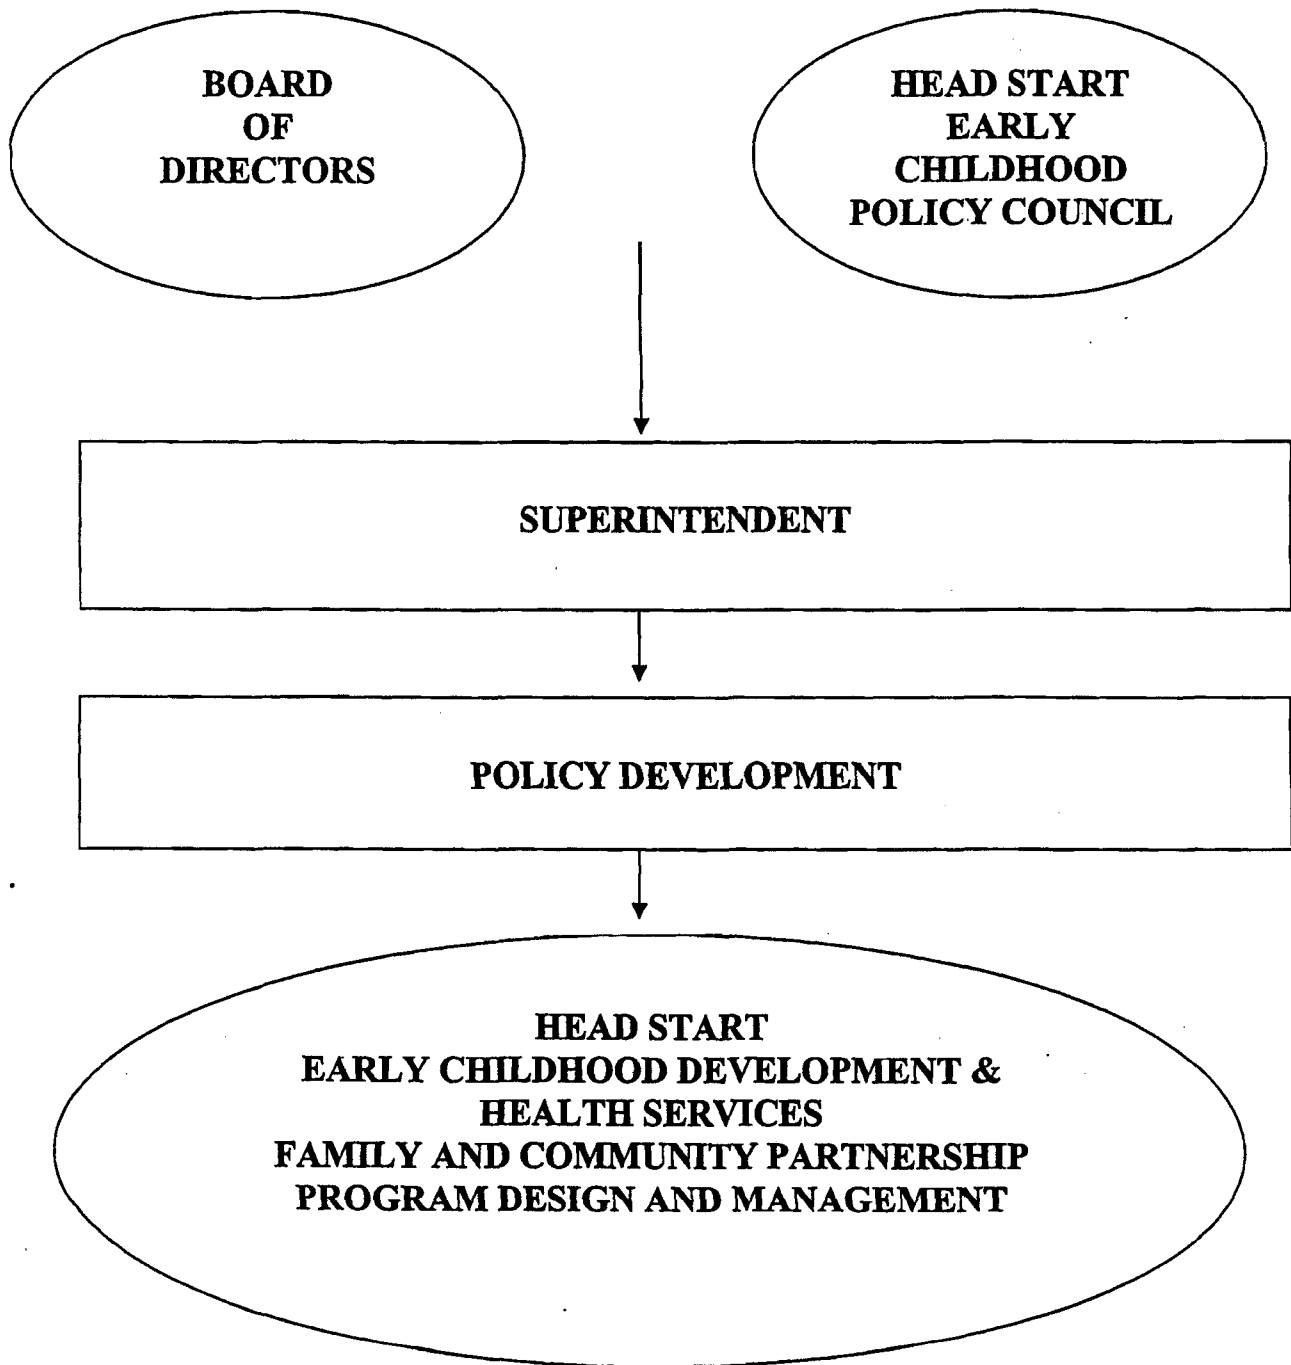 BOARD
OF
DIRECTORS
HEAD START
EARLY
CHILDHOOD
POLICY COUNCIL
SUPERINTENDENT
POLICY DEVELOPMENT
HEAD START
EARLY CHILDHOOD DEVELOPMENT &
HEALTH SERVICES
FAMILY AND COMMUNITY PARTNERSHIP
PROGRAM DESIGN AND MANAGEMENT